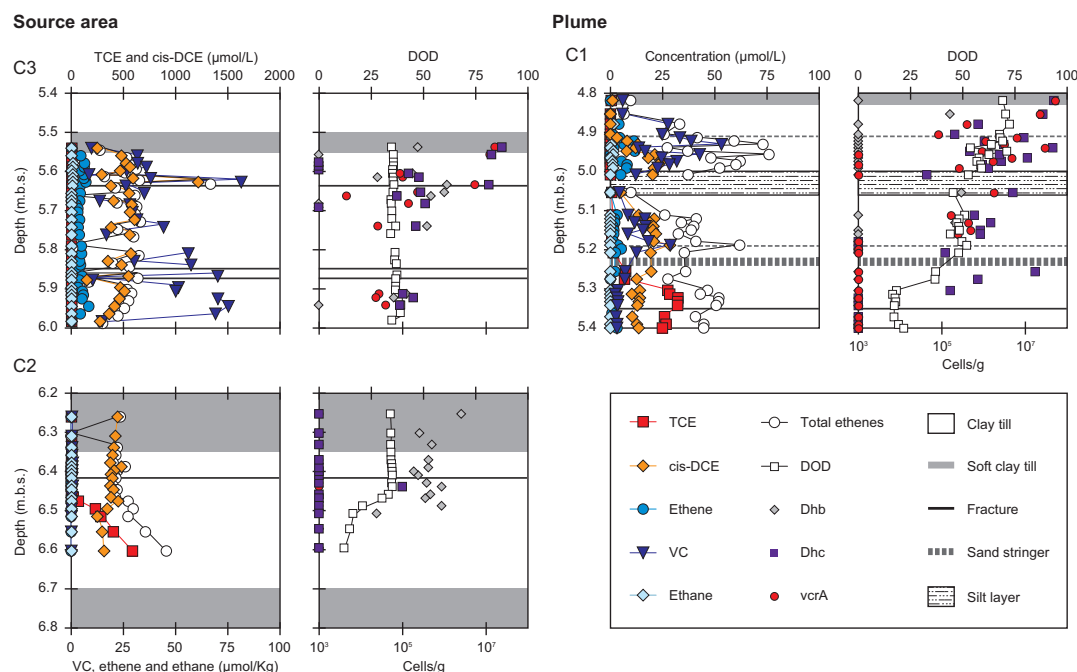 Source area
Plume
TCE and cis-DCE (µmol/L)
DOD
Concentration (µmol/L)
DOD
C3
C1
0 500 1000 1500 2000
0 25 50 75 100
0 25 50 75 100
0 25 50 75 100
5.4
5.5
5.6
5.7
5.8
5.9
6.0
Depth (m.b.s.)
4.8
4.9
5.0
5.1
5.2
5.3
5.4
Depth (m.b.s.)
10³ 10⁵ 10⁷
Cells/g
C2
6.2
6.3
6.4
6.5
6.6
6.7
6.8
Depth (m.b.s.)
0 25 50 75 100
VC, ethene and ethane (µmol/Kg)
10³ 10⁵ 10⁷
Cells/g
TCE
Total ethenes
Clay till
cis-DCE
DOD
Soft clay till
Ethene
Dhb
Fracture
VC
Dhc
Sand stringer
Ethane
vcrA
Silt layer